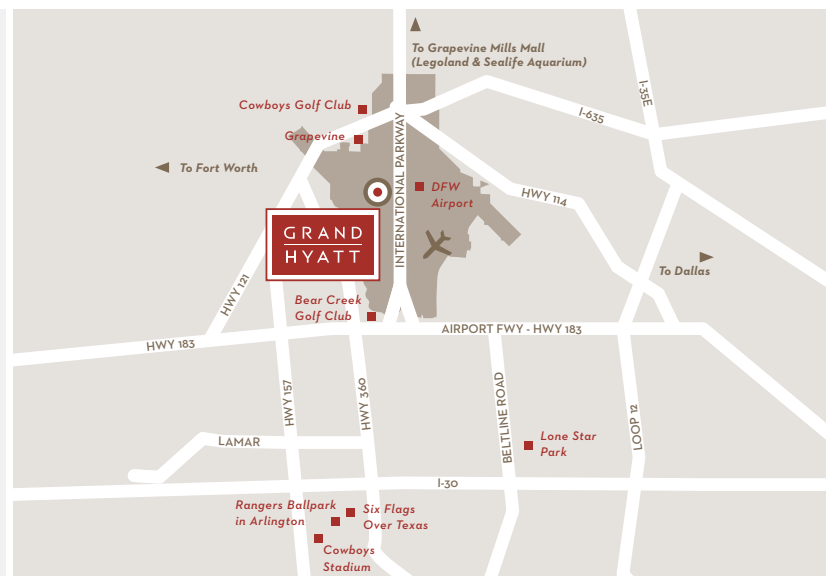 To Grapevine Mills Mall
(Legoland & Sealife Aquarium)
I-35E
Cowboys Golf Club
I-635
Grapevine
INTERNATIONAL PARKWAY
To Fort Worth
DFW
Airport
HWY 114
GRAND
HYATT
To Dallas
HWY 121
Bear Creek
Golf Club
AIRPORT FWY - HWY 183
HWY 183
HWY 157
HWY 360
BELTLINE ROAD
LOOP 12
LAMAR
Lone Star
Park
I-30
Rangers Ballpark
in Arlington
Six Flags
Over Texas
Cowboys
Stadium